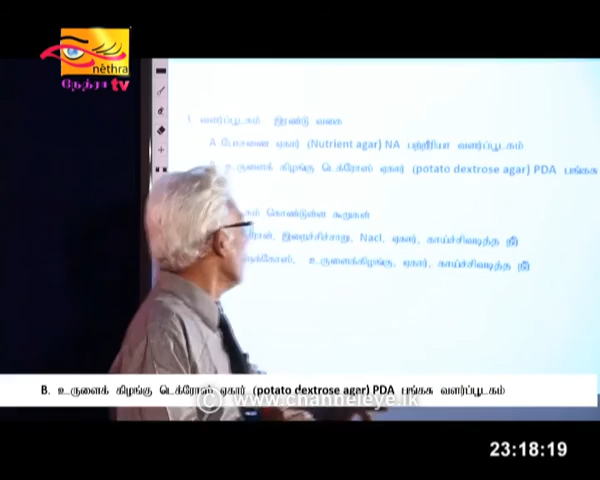 nēthra
நேத்ரா tv
1. வளர்ப்பூடகம் இரண்டு வகை
A போசணை ஏகார் (Nutrient agar) NA பற்றீரியா வளர்ப்பூடகம்
உருளைக் கிழங்கு டெக்ரோஸ் ஏகார் (potato dextrose agar) PDA பங்கசு
கொண்டுள்ள கூறுகள்
இறைச்சிச்சாறு, Nacl, ஏகார், காய்ச்சிவடித்த நீர்
உருளைக்கிழங்கு, ஏகார், காய்ச்சிவடித்த நீர்
B. உருளைக் கிழங்கு டெக்ரோஸ் ஏகார் (potato dextrose agar) PDA பங்கசு வளர்ப்பூடகம்
© www.channeleye.lk
23:18:19